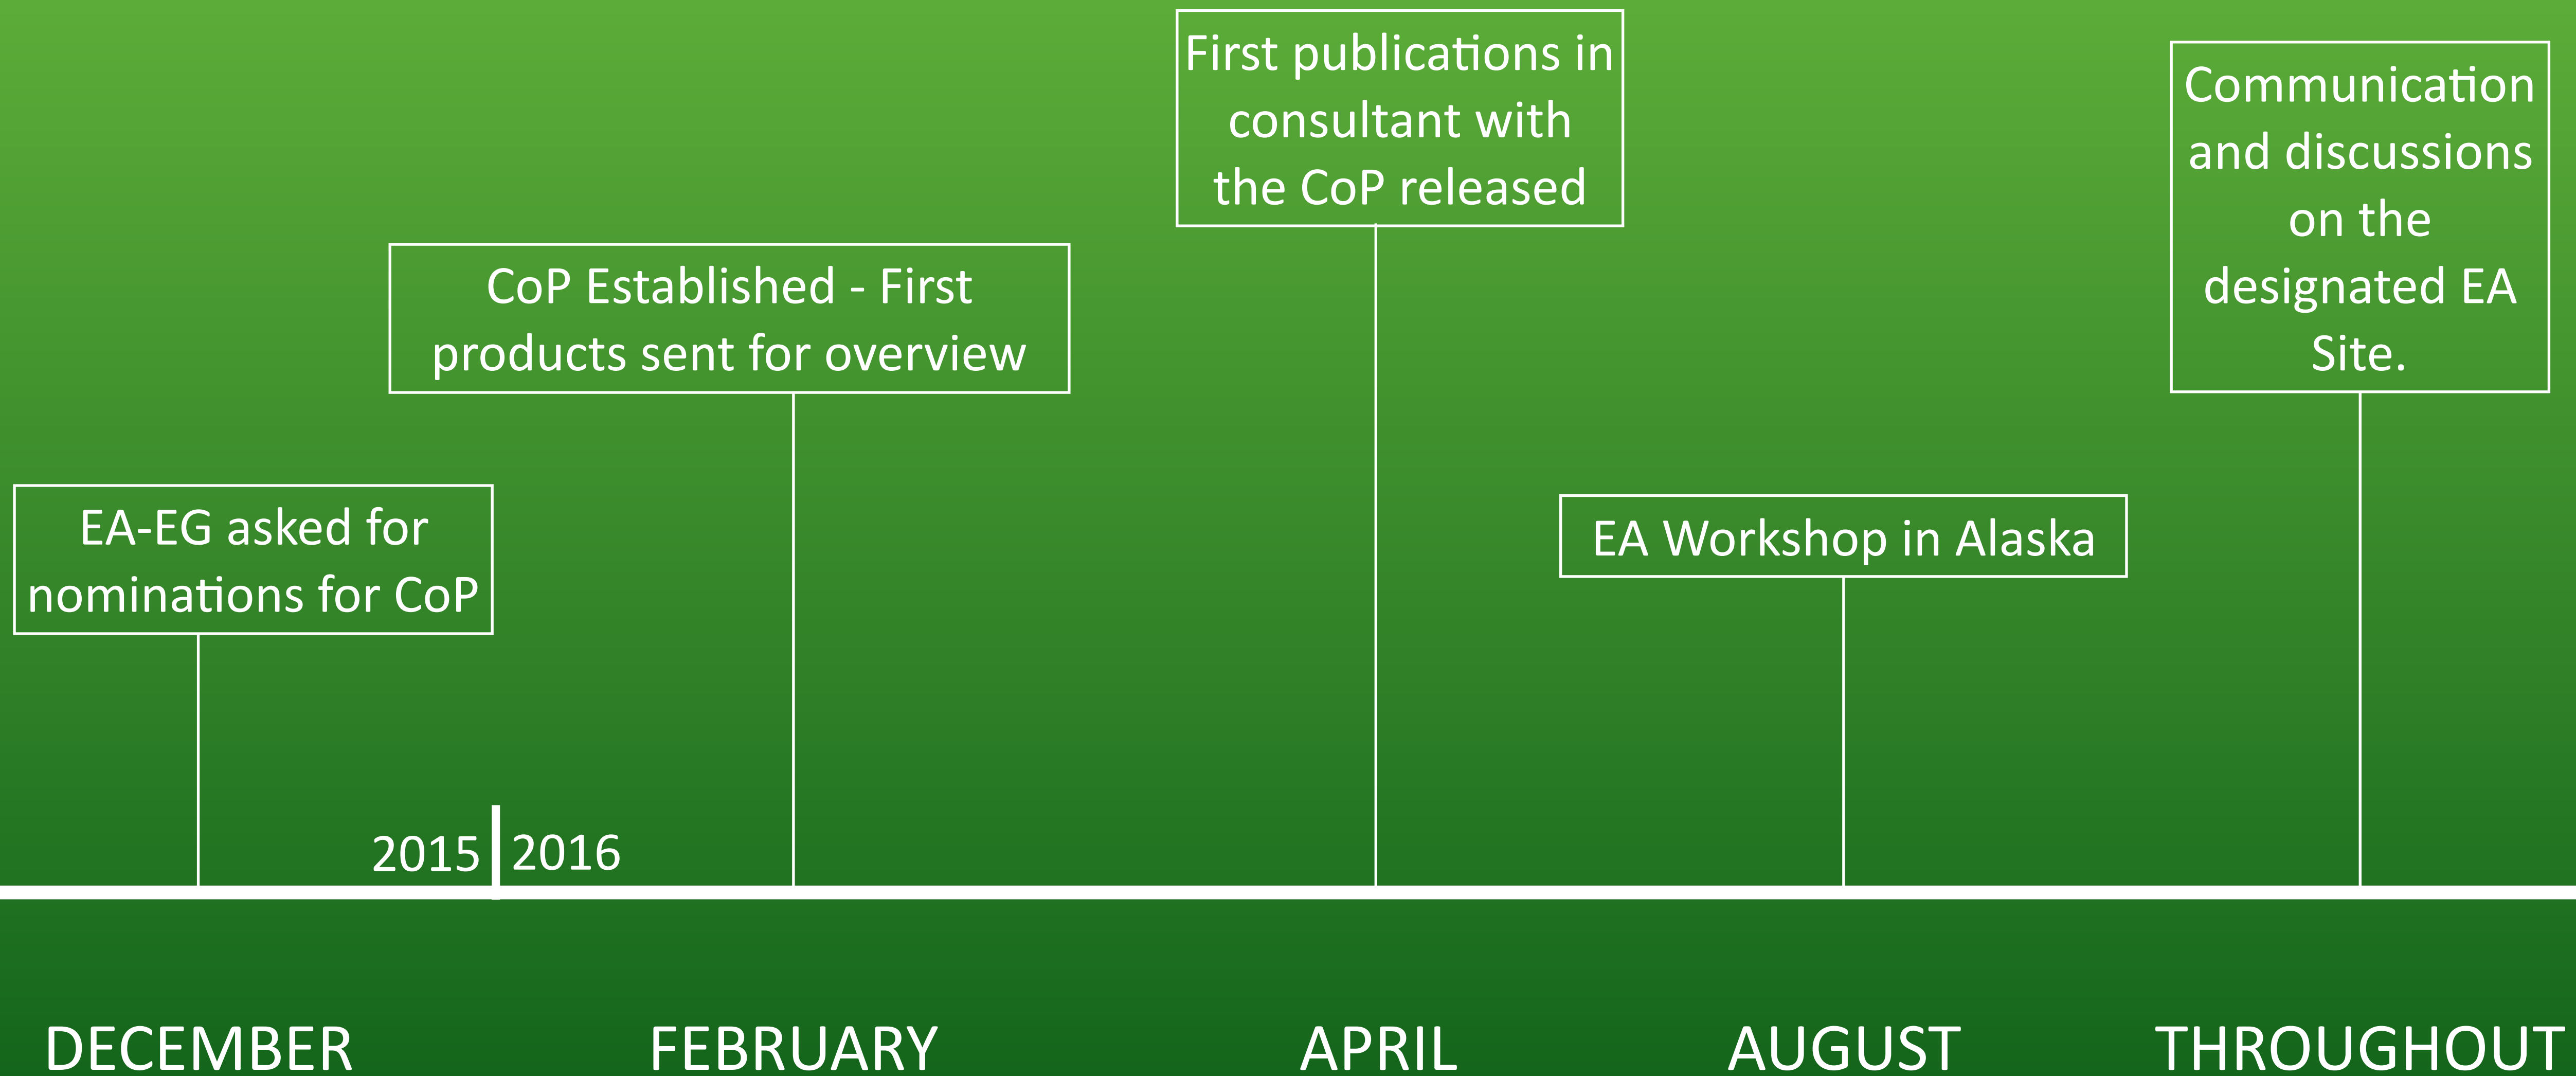 EA-EG asked for
nominations for CoP
CoP Established - First
products sent for overview
First publications in
consultant with
the CoP released
EA Workshop in Alaska
Communication
and discussions
on the
designated EA
Site.
2015 2016
DECEMBER FEBRUARY APRIL AUGUST THROUGHOUT